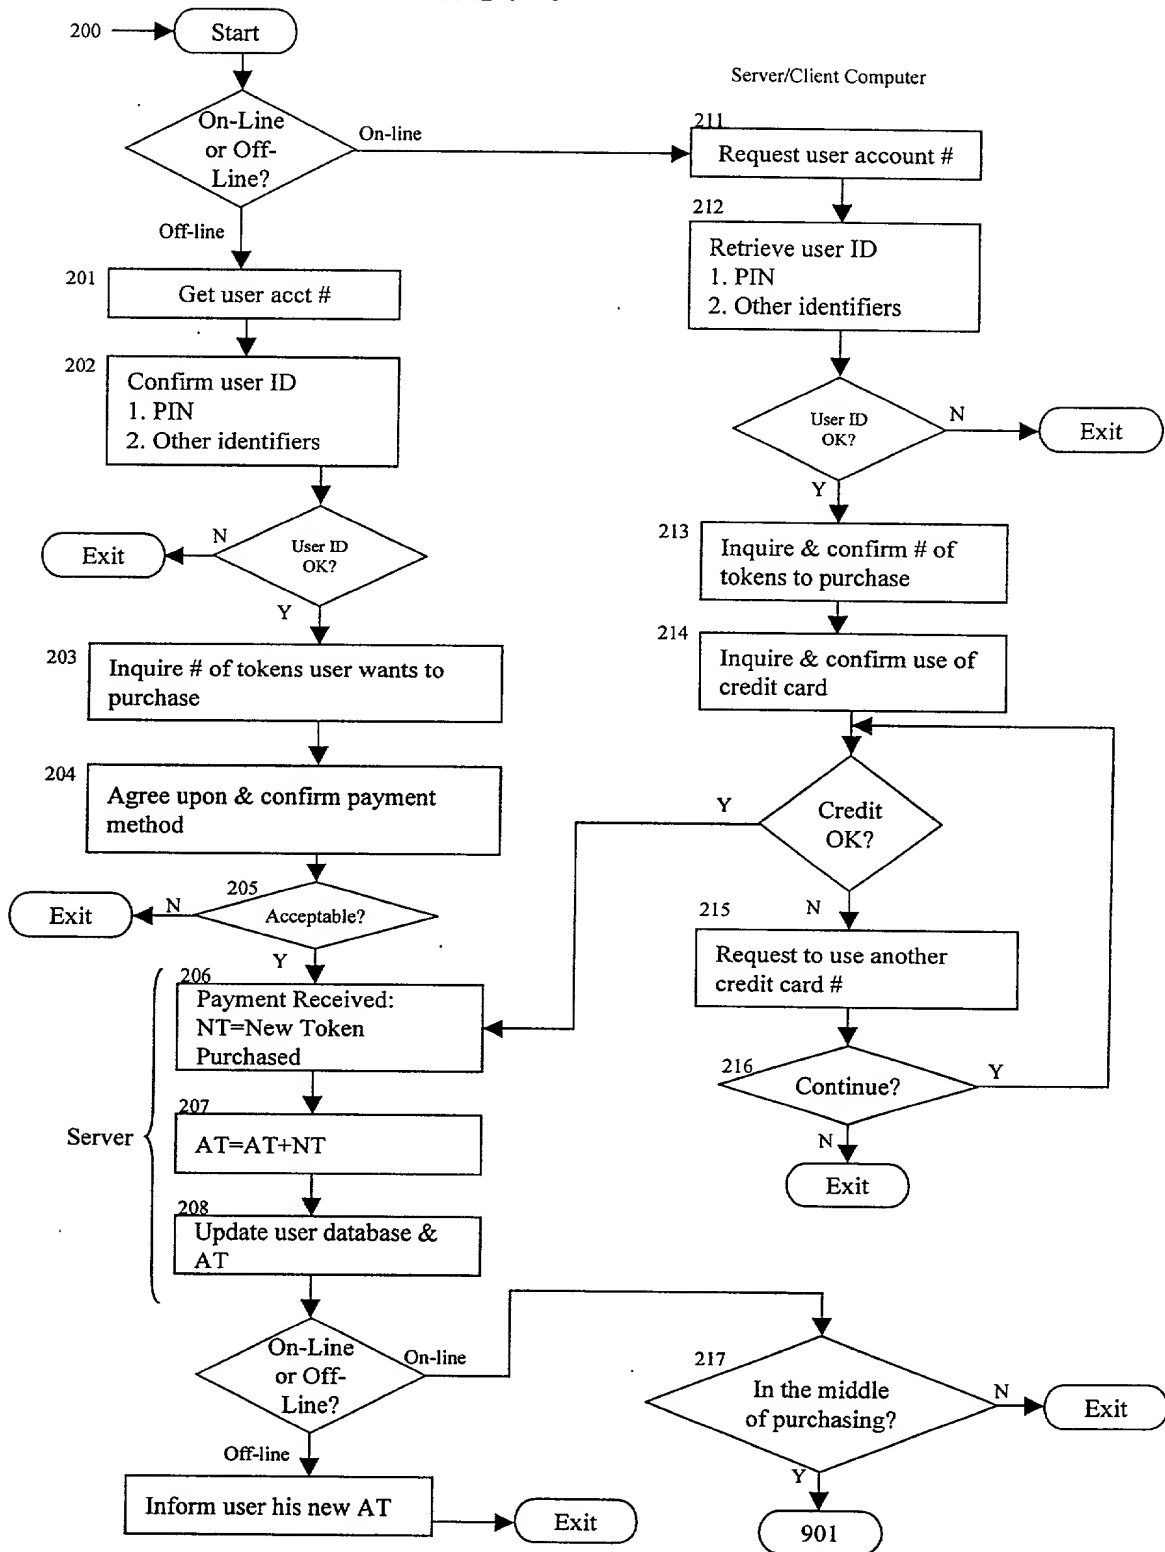 200
Start
On-Line
or Off-
Line?
On-line
Off-line
201
Get user acct #
202
Confirm user ID
1. PIN
2. Other identifiers
User ID
OK?
N
Exit
Y
203
Inquire # of tokens user wants to
purchase
204
Agree upon & confirm payment
method
205
Acceptable?
N
Exit
Y
Server
206
Payment Received:
NT=New Token
Purchased
207
AT=AT+NT
208
Update user database &
AT
On-Line
or Off-
Line?
On-line
Off-line
Inform user his new AT
Exit
Server/Client Computer
211
Request user account #
212
Retrieve user ID
1. PIN
2. Other identifiers
User ID
OK?
N
Exit
Y
213
Inquire & confirm # of
tokens to purchase
214
Inquire & confirm use of
credit card
Credit
OK?
Y
N
215
Request to use another
credit card #
216
Continue?
Y
N
Exit
217
In the middle
of purchasing?
N
Exit
Y
901